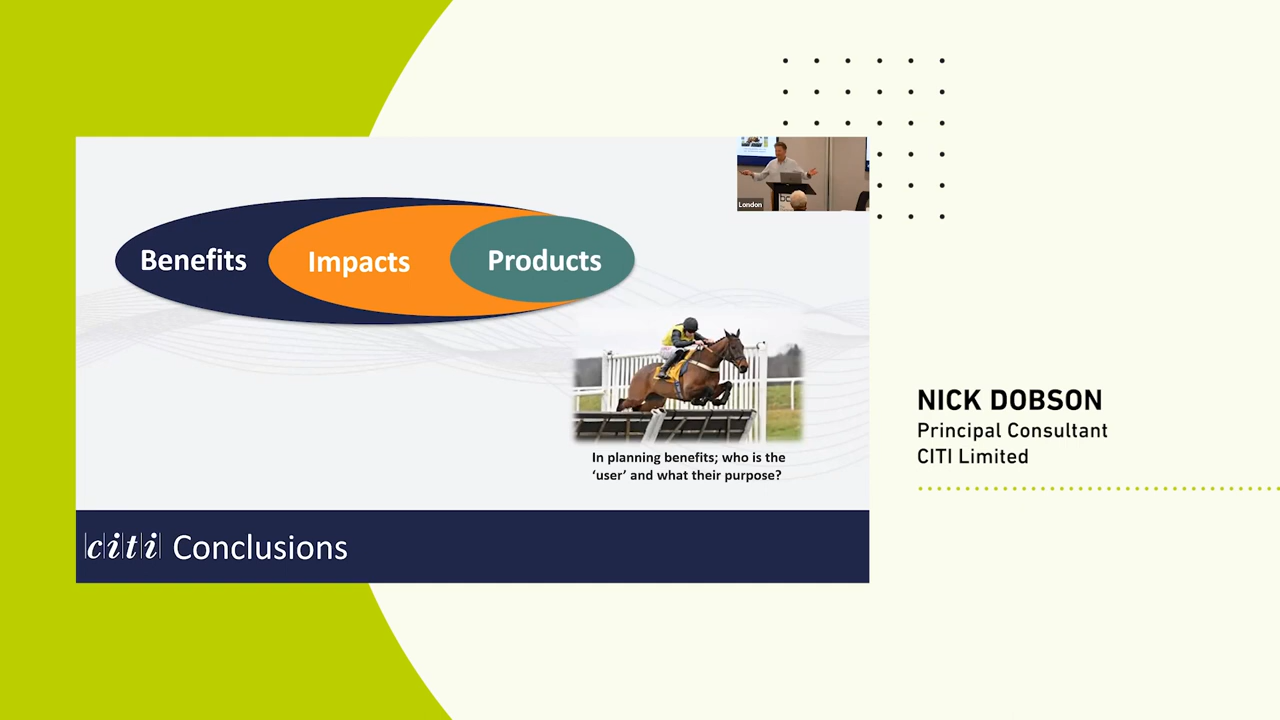 London
Benefits
Impacts
Products
In planning benefits; who is the
‘user’ and what their purpose?
citi Conclusions
NICK DOBSON
Principal Consultant
CITI Limited